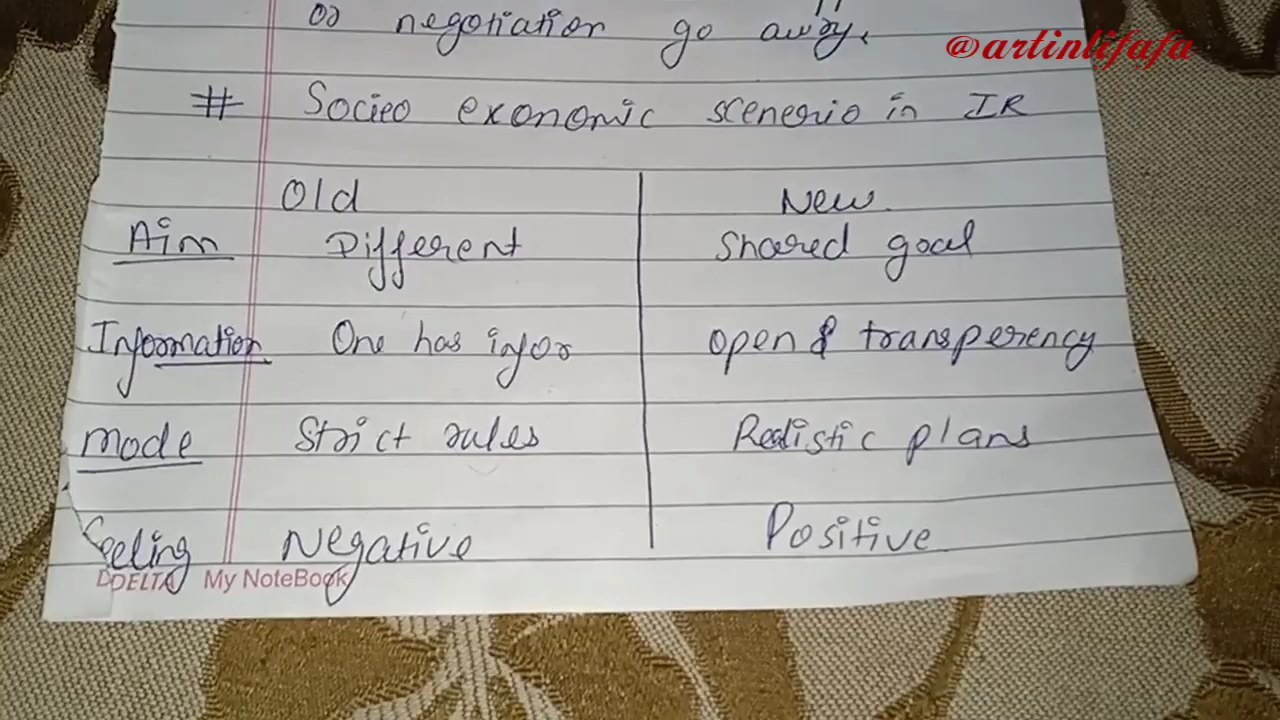 or negotiation go away.
@artinlifafa
# Socieo exonomic scenerio in IR
Old New.
Aim Different Shared goal
Information One has infor open & transperency
Mode Strict rules Realistic plans
Feeling Negative Positive
DELTA My NoteBook